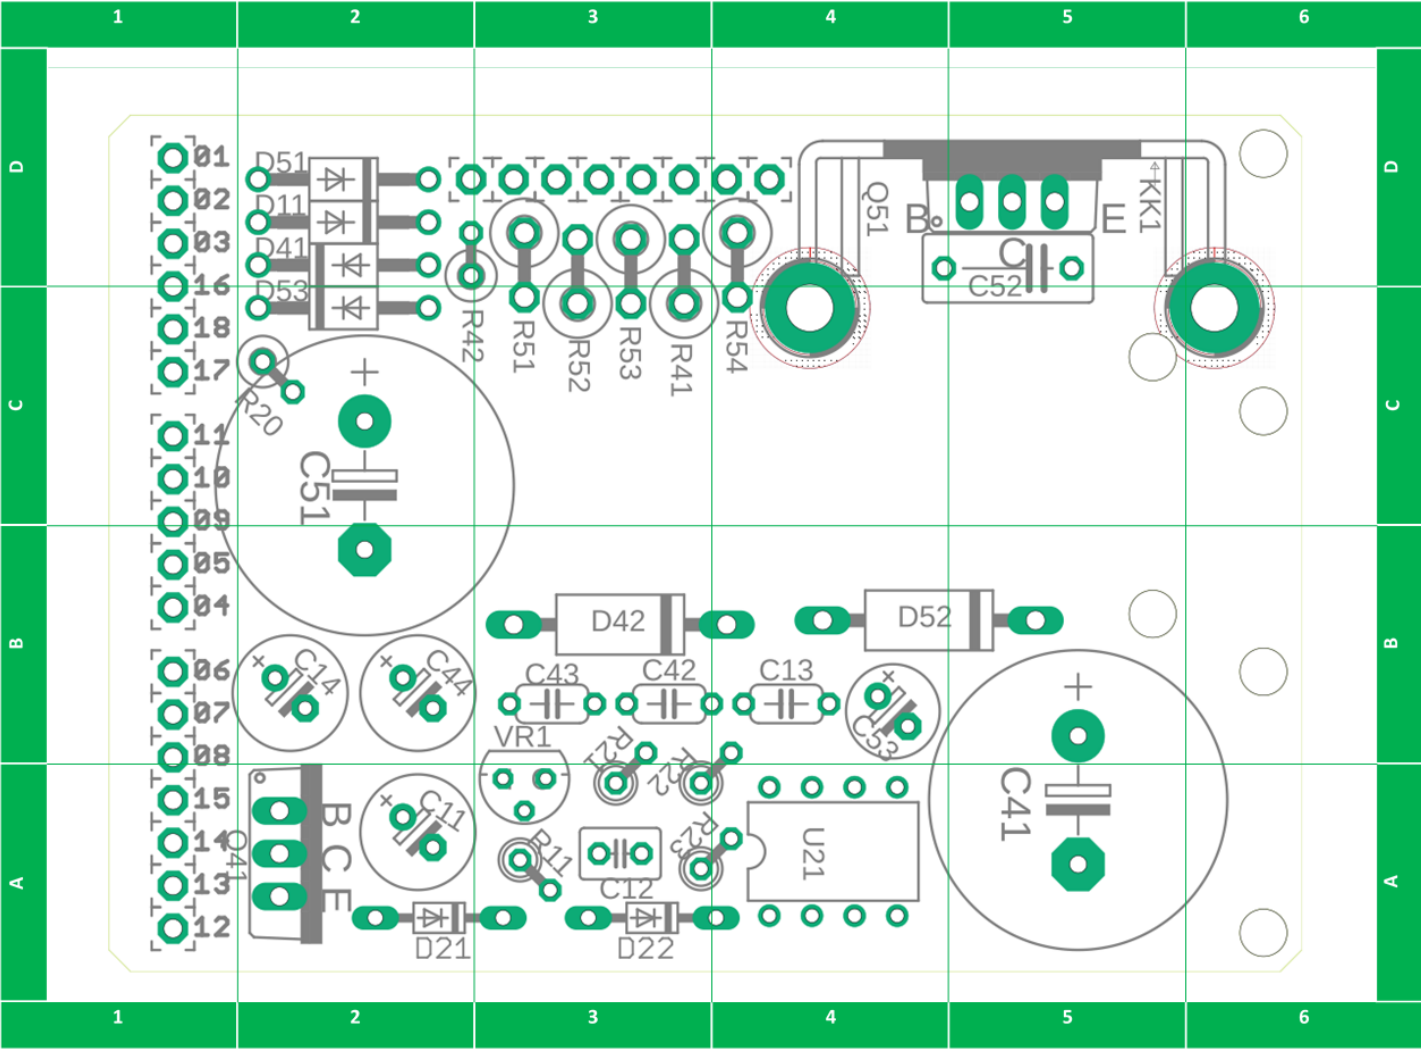 1 2 3 4 5 6
D D
01
02
03
16
18
17
D51
D11
D41
D53
Q51
B C E
KK1
C52
R42 R51 R52 R53 R41 R54
C C
R20
+
C51
11
10
09
05
04
B B
D42 D52
06
07
08
+ C14
+ C44
C43 C42 C13
+ C53
+
C41
VR1
R21 R22
15
14
13
12
Q41
B C E
+ C11
R11
C12
R23
U21
A A
D21 D22
1 2 3 4 5 6